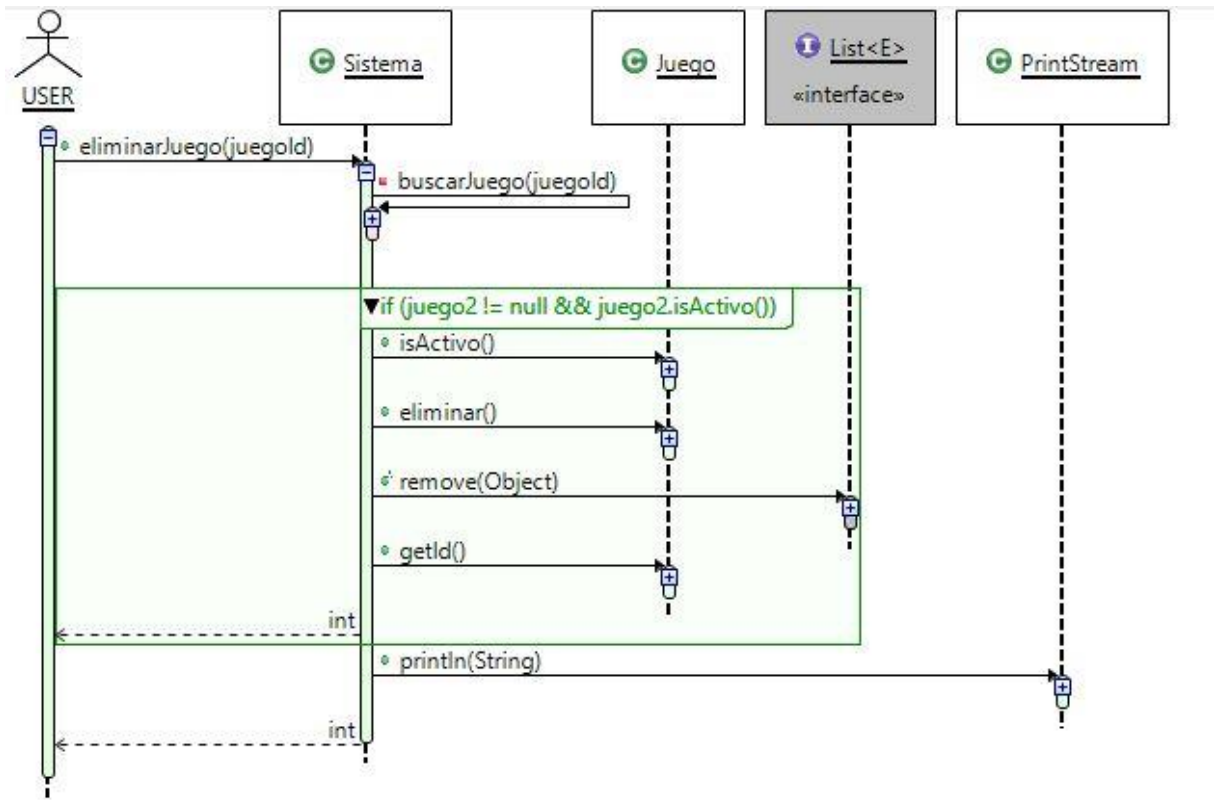 USER
C Sistema
C Juego
I List<E>
«interface»
C PrintStream
eliminarJuego(juegoId)
buscarJuego(juegoId)
if (juego2 != null && juego2.isActivo())
isActivo()
eliminar()
remove(Object)
getId()
int
println(String)
int